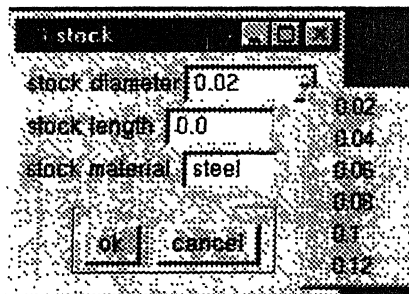 stock
stock diameter 0.02
stock length 0.0
stock material steel
ok cancel
0.02
0.04
0.06
0.08
0.1
0.12